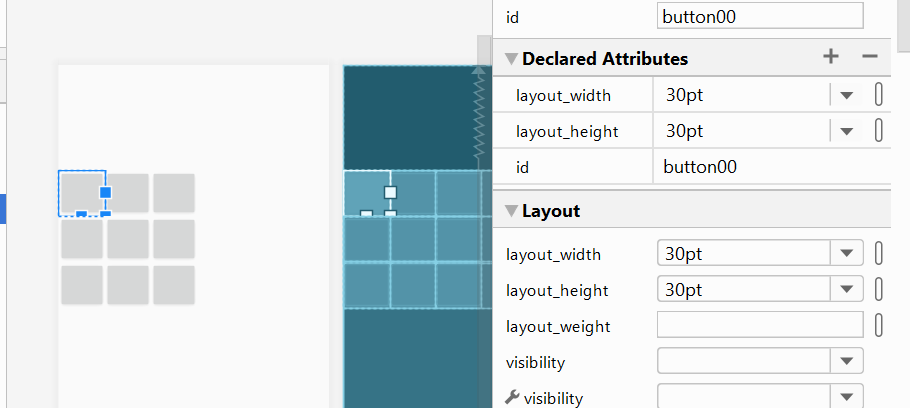 id button00
Declared Attributes
layout_width 30pt
layout_height 30pt
id button00
Layout
layout_width 30pt
layout_height 30pt
layout_weight
visibility
visibility